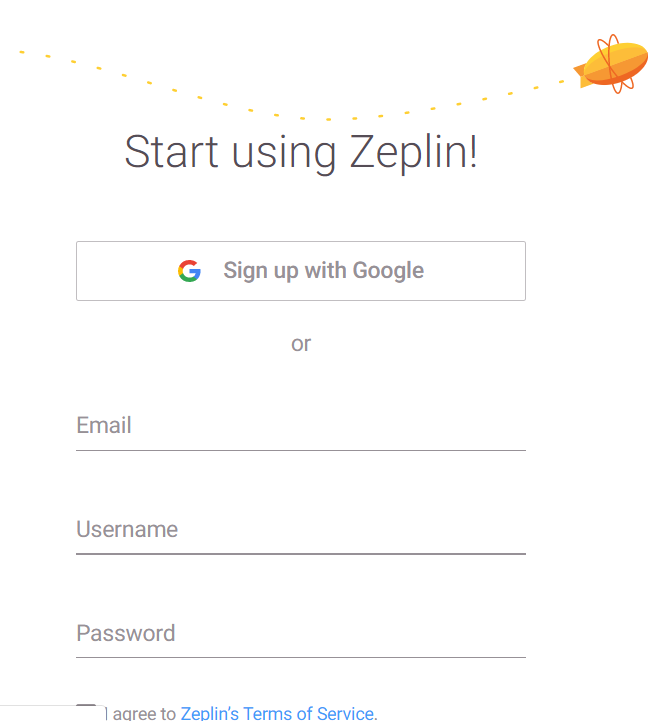 Start using Zeplin!
Sign up with Google
or
Email
Username
Password
I agree to Zeplin's Terms of Service.